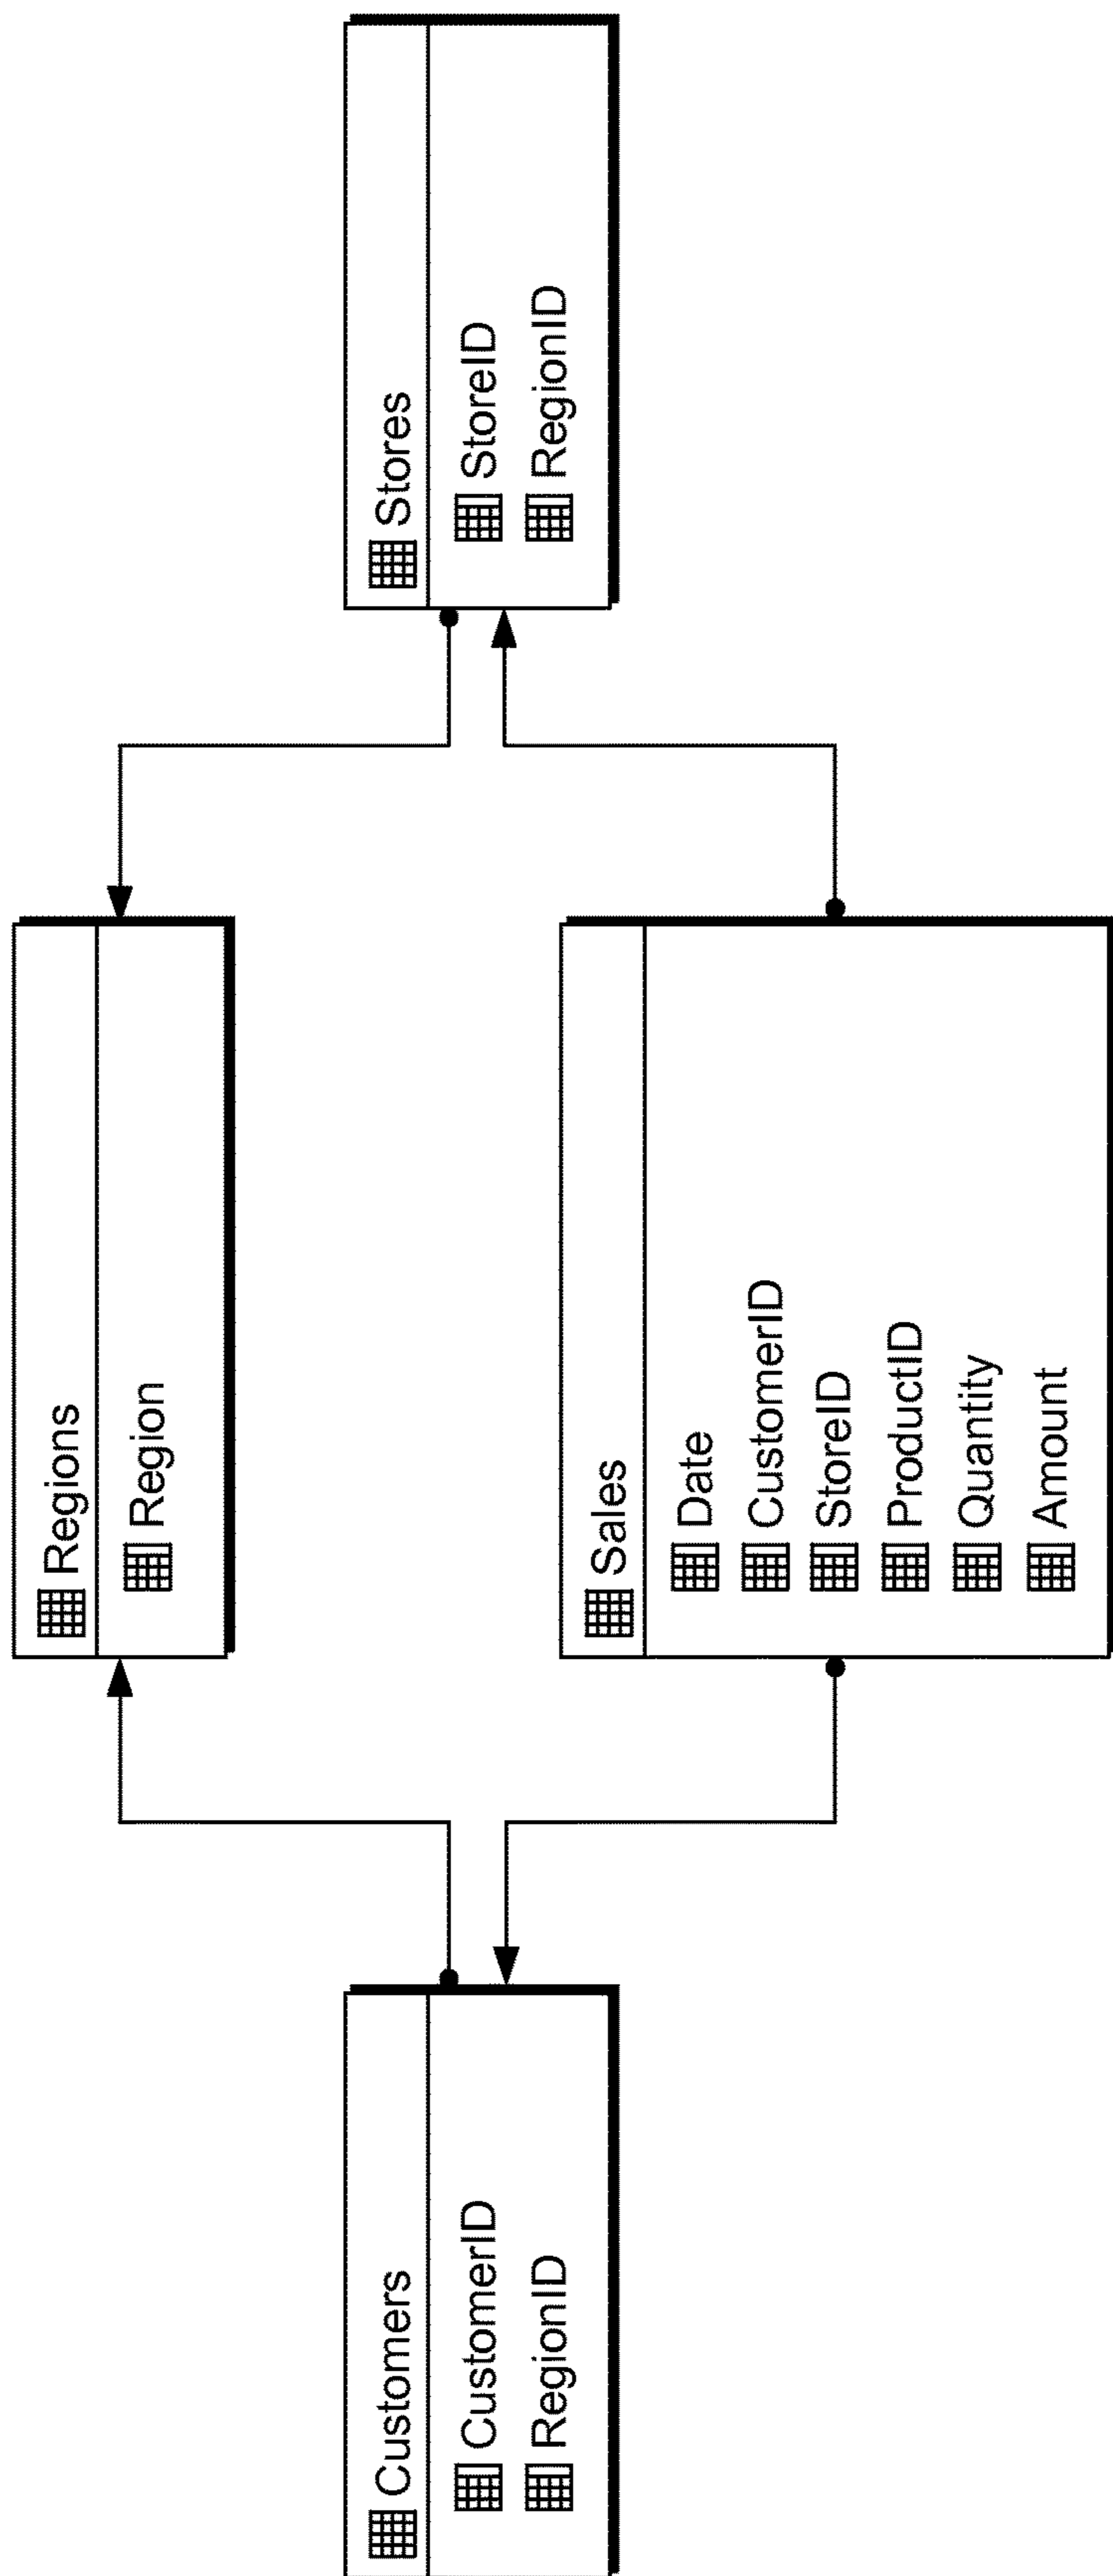 Regions
Region
Customers
CustomerID
RegionID
Stores
StoreID
RegionID
Sales
Date
CustomerID
StoreID
ProductID
Quantity
Amount